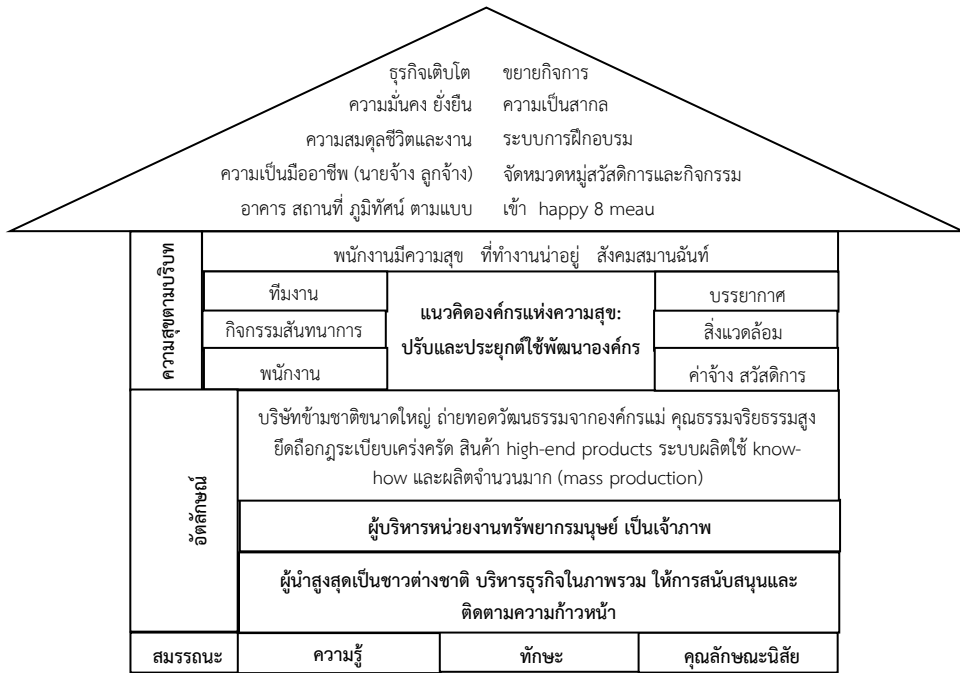 ธุรกิจเติบโต ขยายกิจการ
ความมั่นคง ยั่งยืน ความเป็นสากล
ความสมดุลชีวิตและงาน ระบบการฝึกอบรม
ความเป็นมืออาชีพ (นายจ้าง ลูกจ้าง) จัดหมวดหมู่สวัสดิการและกิจกรรม
อาคาร สถานที่ ภูมิทัศน์ ตามแบบ เข้า happy 8 meau
ความสุขตามบริบท
พนักงานมีความสุข ที่ทำงานน่าอยู่ สังคมสมานฉันท์
ทีมงาน
กิจกรรมสันทนาการ
พนักงาน
แนวคิดองค์กรแห่งความสุข:
ปรับและประยุกต์ใช้พัฒนาองค์กร
บรรยากาศ
สิ่งแวดล้อม
ค่าจ้าง สวัสดิการ
อัตลักษณ์
บริษัทข้ามชาติขนาดใหญ่ ถ่ายทอดวัฒนธรรมจากองค์กรแม่ คุณธรรมจริยธรรมสูง
ยึดถือกฎระเบียบเคร่งครัด สินค้า high-end products ระบบผลิตใช้ know-
how และผลิตจำนวนมาก (mass production)
ผู้บริหารหน่วยงานทรัพยากรมนุษย์ เป็นเจ้าภาพ
ผู้นำสูงสุดเป็นชาวต่างชาติ บริหารธุรกิจในภาพรวม ให้การสนับสนุนและ
ติดตามความก้าวหน้า
สมรรถนะ ความรู้ ทักษะ คุณลักษณะนิสัย